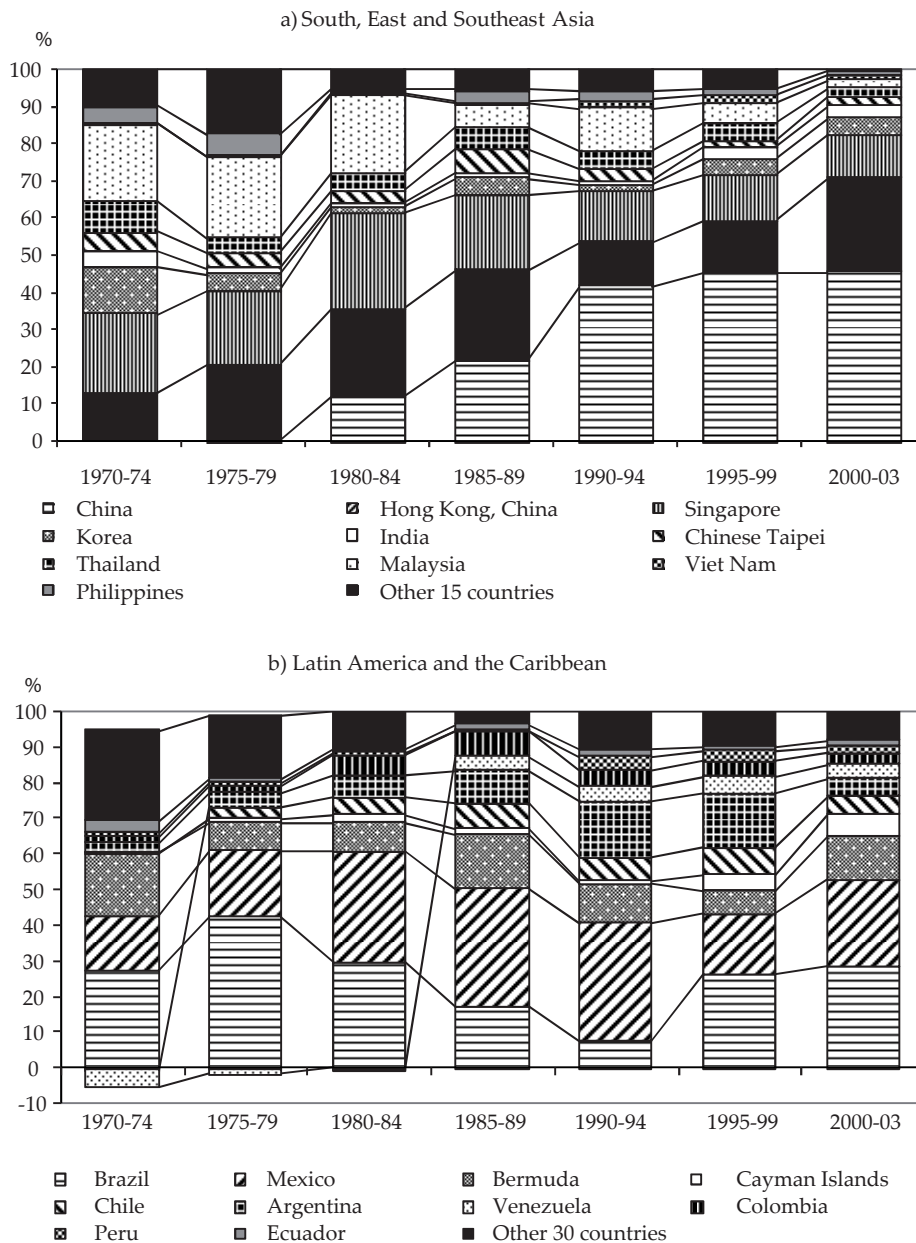 a) South, East and Southeast Asia
%
100
90
80
70
60
50
40
30
20
10
0
1970-74 1975-79 1980-84 1985-89 1990-94 1995-99 2000-03
China Hong Kong, China Singapore
Korea India Chinese Taipei
Thailand Malaysia Viet Nam
Philippines Other 15 countries
b) Latin America and the Caribbean
%
100
90
80
70
60
50
40
30
20
10
0
-10
1970-74 1975-79 1980-84 1985-89 1990-94 1995-99 2000-03
Brazil Mexico Bermuda Cayman Islands
Chile Argentina Venezuela Colombia
Peru Ecuador Other 30 countries